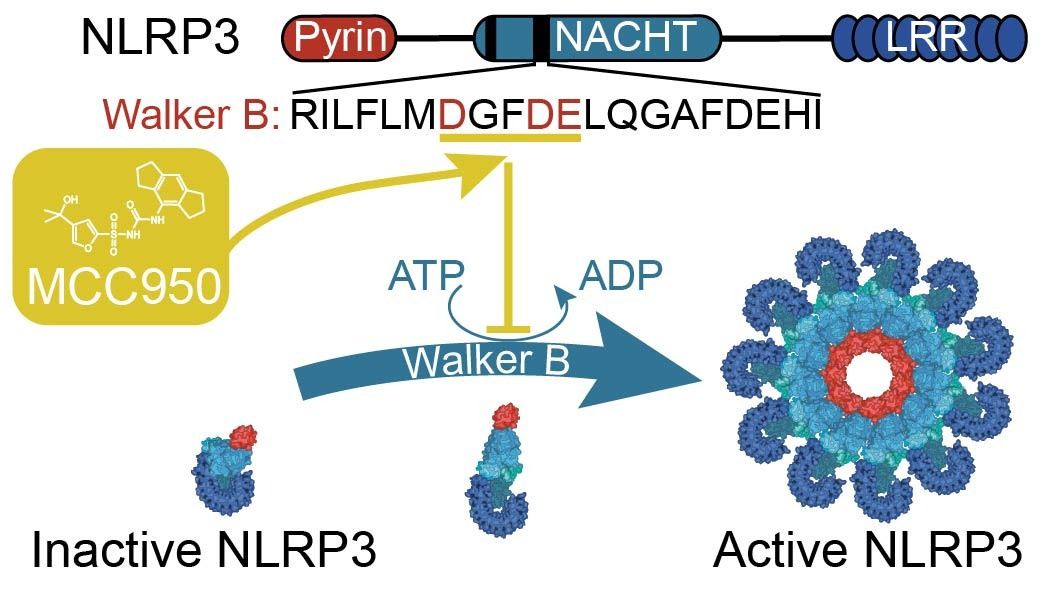 NLRP3 Pyrin NACHT LRR
Walker B: RILFLMDGFDELQGAFDEHI
OH
O
O
S
NH
NH
O
O
MCC950
ATP ADP
Walker B
Inactive NLRP3 Active NLRP3